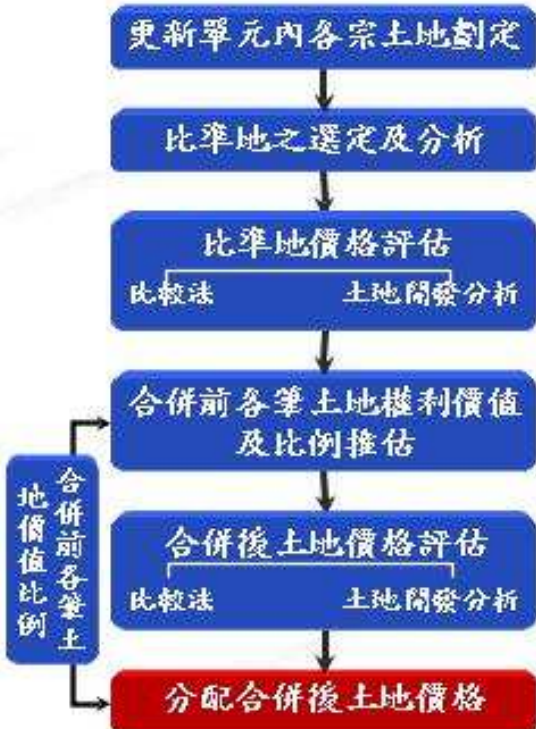 更新單元內各宗土地劃定
比準地之選定及分析
比準地價格評估
比較法 土地開發分析
合併前各筆土地權利價值
及比例推估
合併前各筆土
地價值比例
合併後土地價格評估
比較法 土地開發分析
分配合併後土地價格